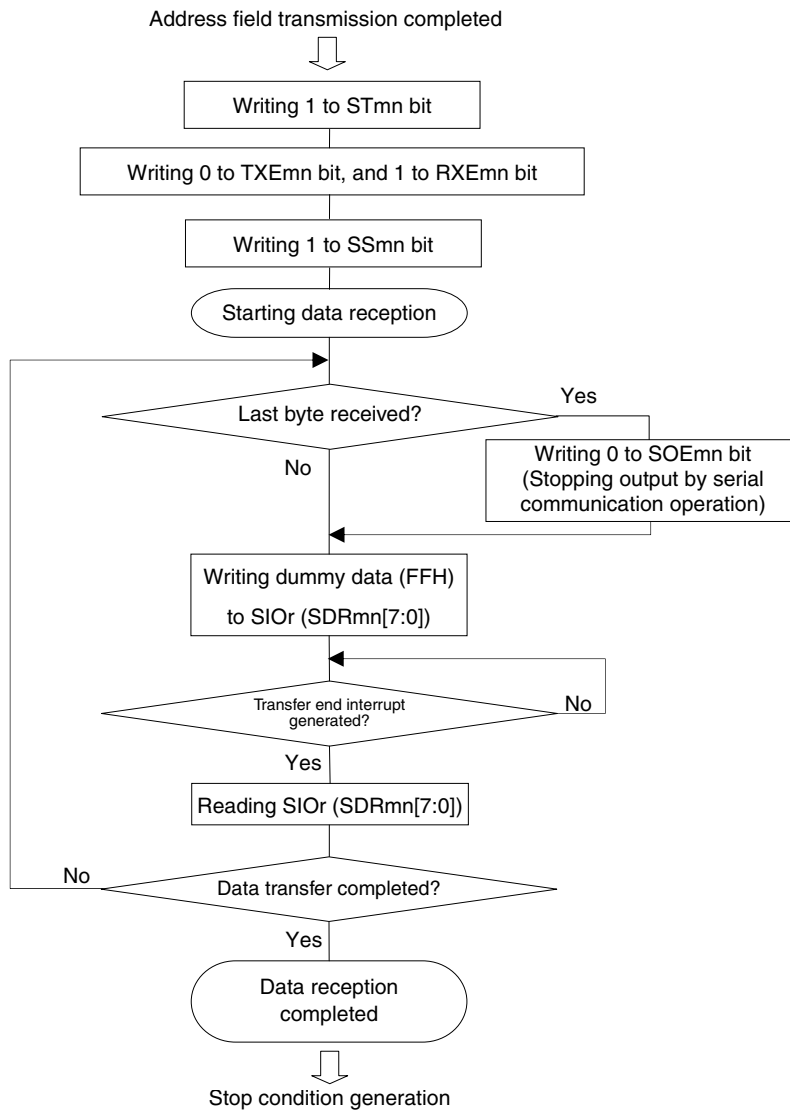 Address field transmission completed
Writing 1 to STmn bit
Writing 0 to TXEmn bit, and 1 to RXEmn bit
Writing 1 to SSmn bit
Starting data reception
Last byte received?
Yes
No
Writing 0 to SOEmn bit
(Stopping output by serial
communication operation)
Writing dummy data (FFH)
to SIOr (SDRmn[7:0])
Transfer end interrupt
generated?
No
Yes
Reading SIOr (SDRmn[7:0])
No
Data transfer completed?
Yes
Data reception
completed
Stop condition generation